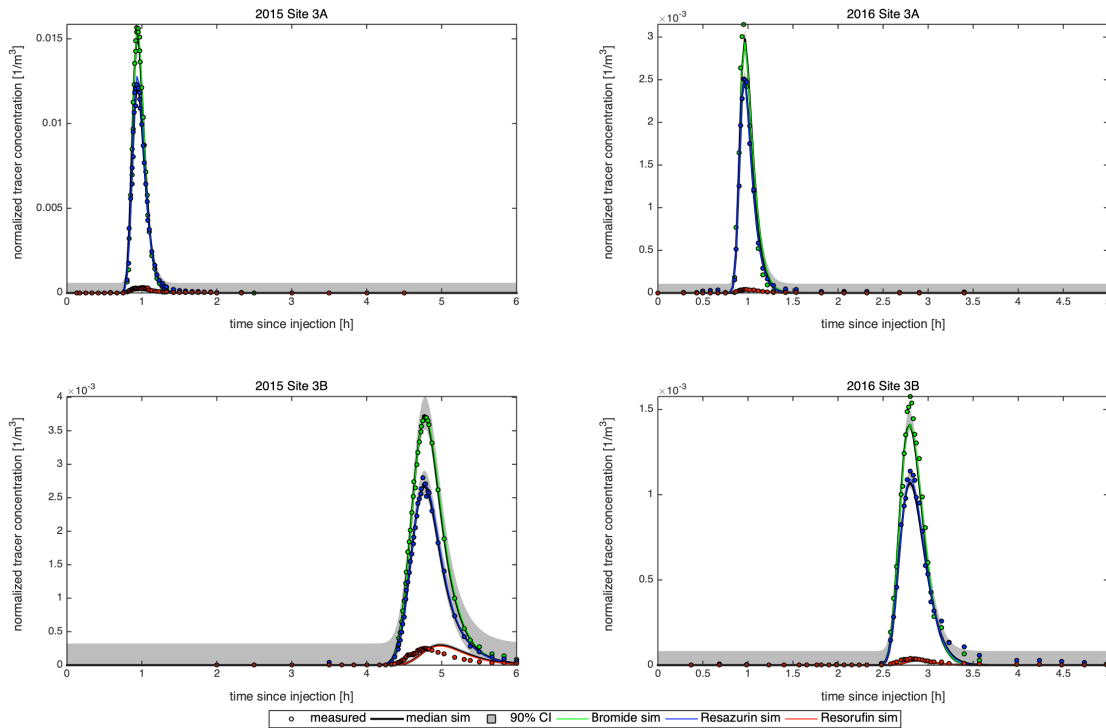 2015 Site 3A
normalized tracer concentration [1/m³]
0.015
0.01
0.005
0
0 1 2 3 4 5 6
time since injection [h]
2016 Site 3A
×10⁻³
normalized tracer concentration [1/m³]
3
2.5
2
1.5
1
0.5
0
0 0.5 1 1.5 2 2.5 3 3.5 4 4.5 5
time since injection [h]
2015 Site 3B
×10⁻³
normalized tracer concentration [1/m³]
4
3.5
3
2.5
2
1.5
1
0.5
0
0 1 2 3 4 5 6
time since injection [h]
2016 Site 3B
×10⁻³
normalized tracer concentration [1/m³]
1.5
1
0.5
0
0 0.5 1 1.5 2 2.5 3 3.5 4 4.5 5
time since injection [h]
measured median sim 90% CI Bromide sim Resazurin sim Resorufin sim